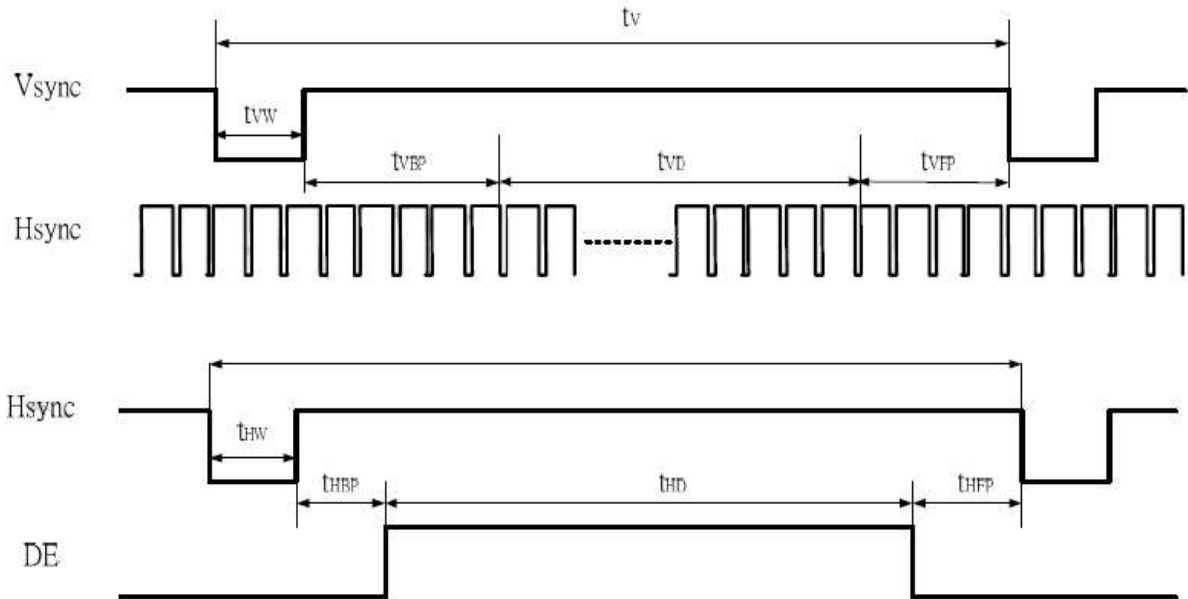 tV
Vsync
tVW
tVBP
tVD
tVFP
Hsync
Hsync
tHW
tHBP
tHD
tHFP
DE